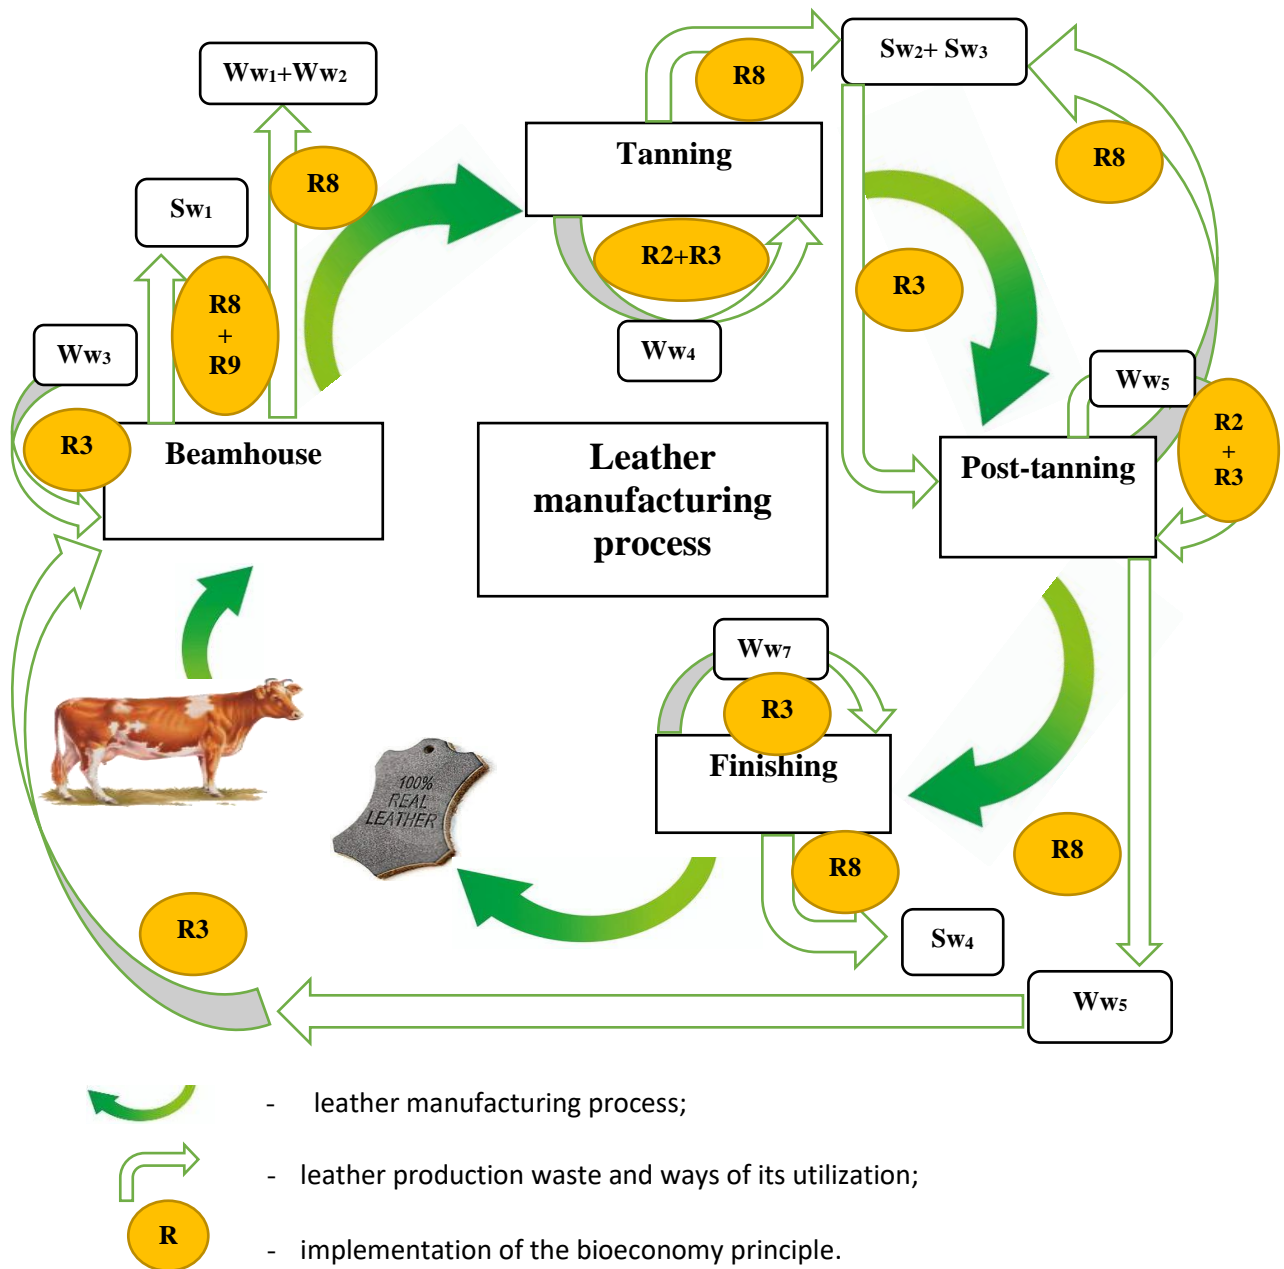 Ww₁+Ww₂
R8
Sw₂+ Sw₃
R8
Tanning
R8
Sw₁
R2+R3
R3
R8
+
R9
Ww₃
Ww₄
Ww₅
R3
Beamhouse
Leather
manufacturing
process
Post-tanning
R2
+
R3
Ww₇
R3
Finishing
100%
REAL
LEATHER
R8
R8
R3
Sw₄
Ww₅
- leather manufacturing process;
- leather production waste and ways of its utilization;
R
- implementation of the bioeconomy principle.